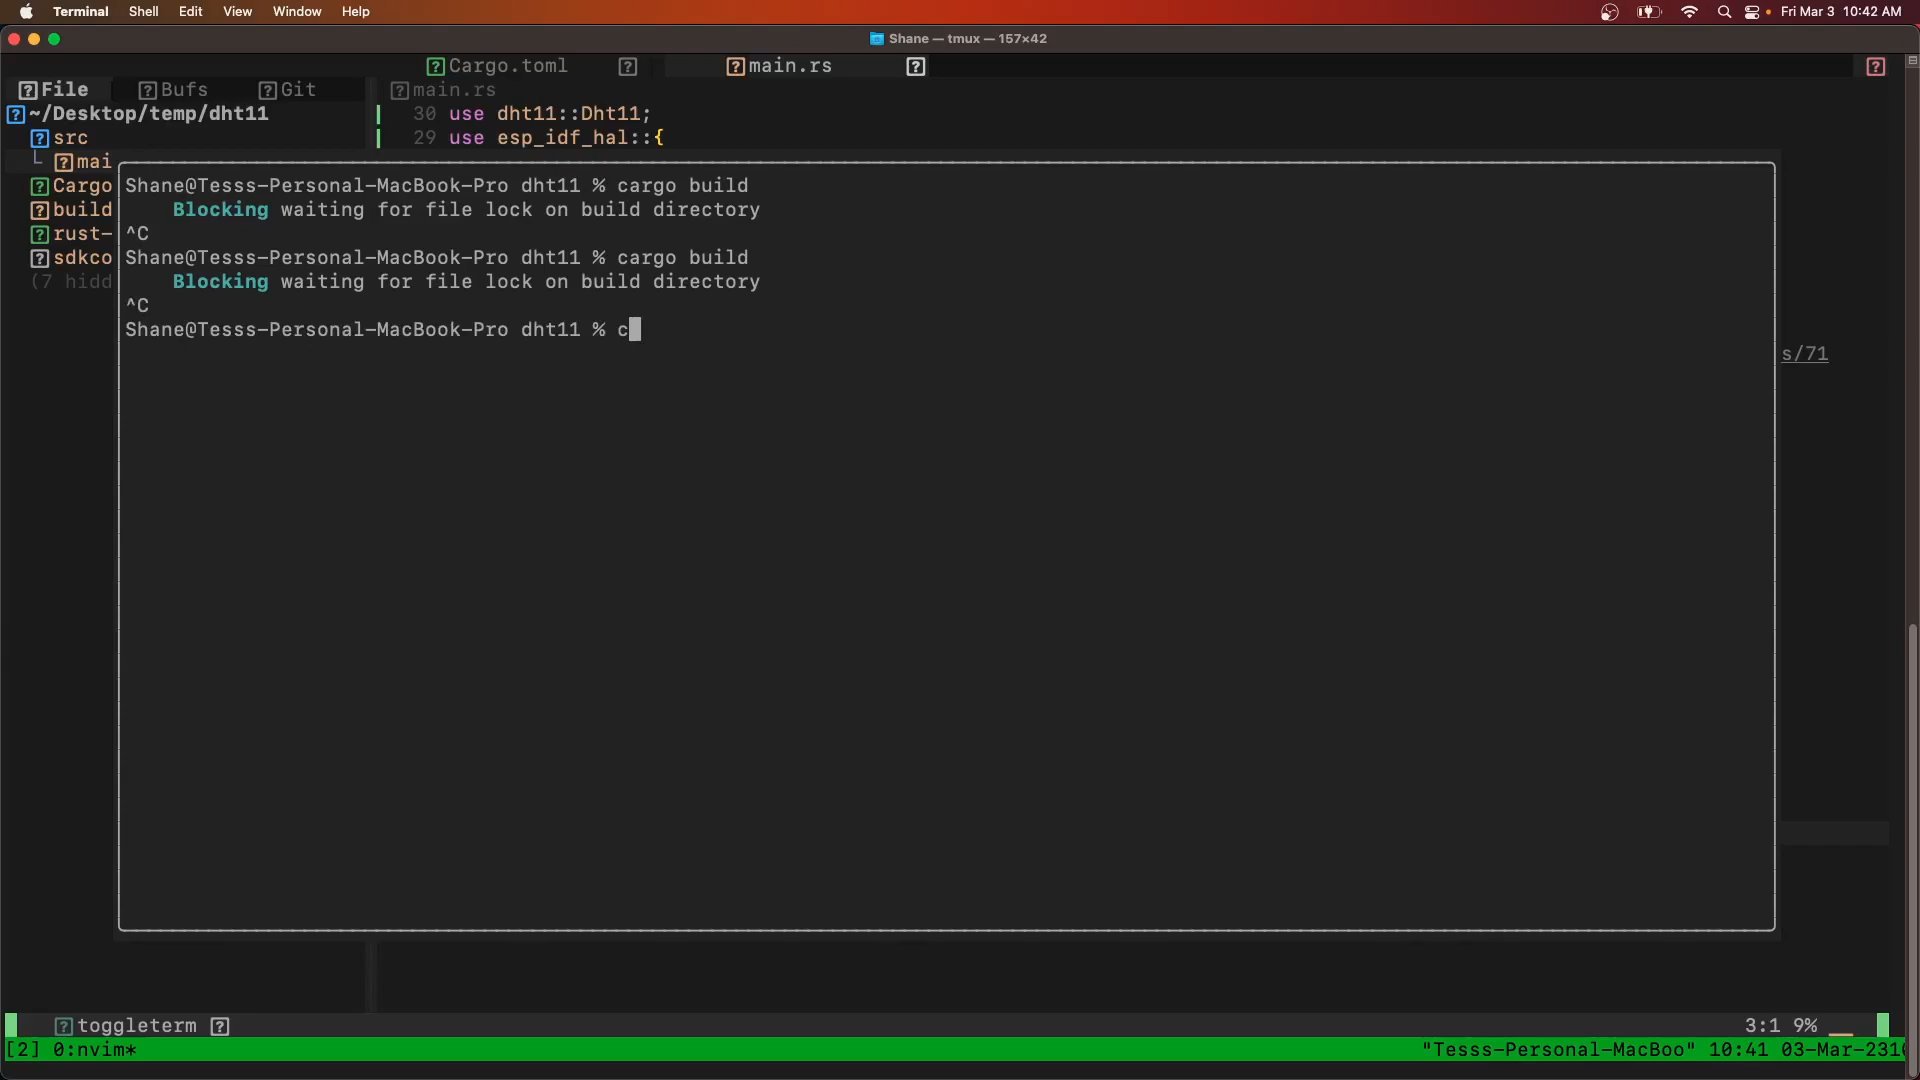 Terminal Shell Edit View Window Help Fri Mar 3 10:42 AM
Shane — tmux — 157×42
Cargo.toml main.rs
File Bufs Git main.rs
~/Desktop/temp/dht11 30 use dht11::Dht11;
src 29 use esp_idf_hal::{
mai
Cargo Shane@Tesss-Personal-MacBook-Pro dht11 % cargo build
build Blocking waiting for file lock on build directory
rust- ^C
sdkco Shane@Tesss-Personal-MacBook-Pro dht11 % cargo build
(7 hidd Blocking waiting for file lock on build directory
^C
Shane@Tesss-Personal-MacBook-Pro dht11 % c
s/71
toggleterm 3:1 9%
[2] 0:nvim* "Tesss-Personal-MacBoo" 10:41 03-Mar-23